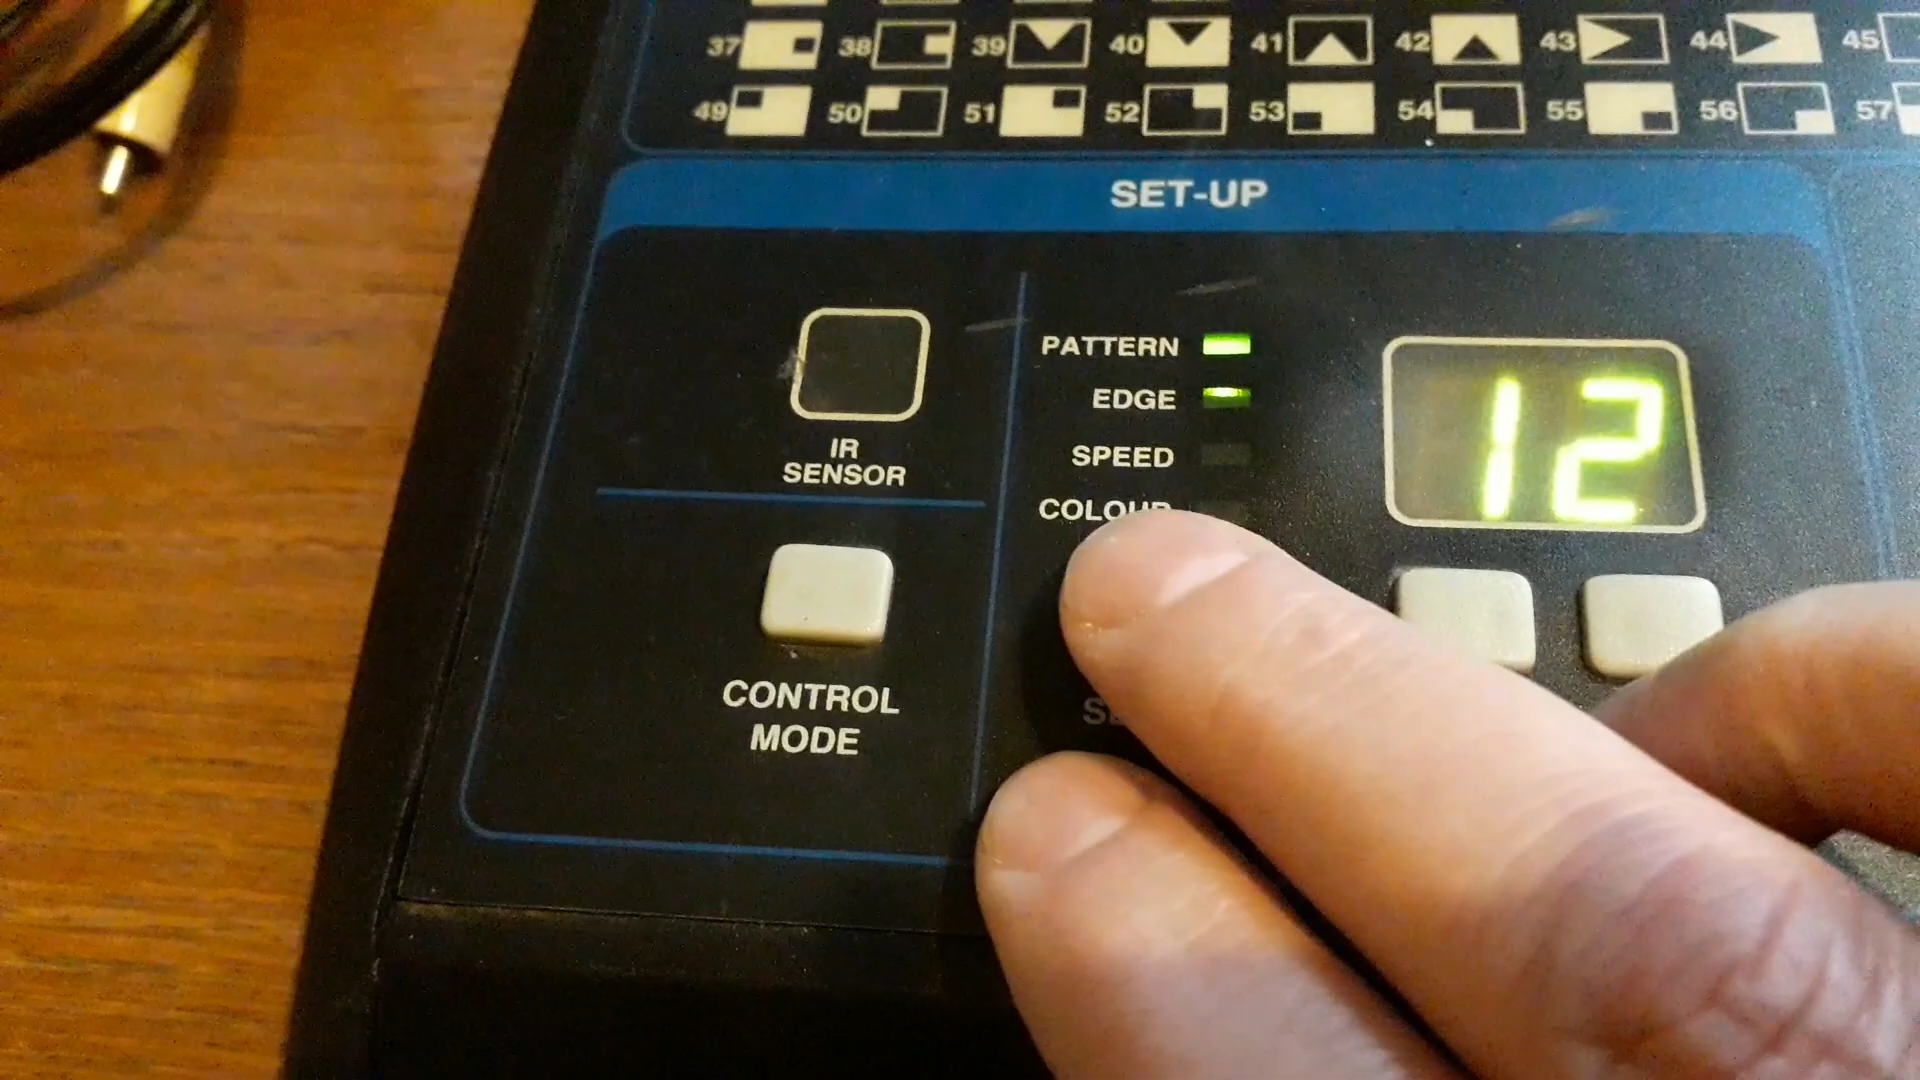 37 38 39 40 41 42 43 44 45
49 50 51 52 53 54 55 56 57
SET-UP
PATTERN
EDGE
SPEED
COLOUR
12
IR
SENSOR
CONTROL
MODE